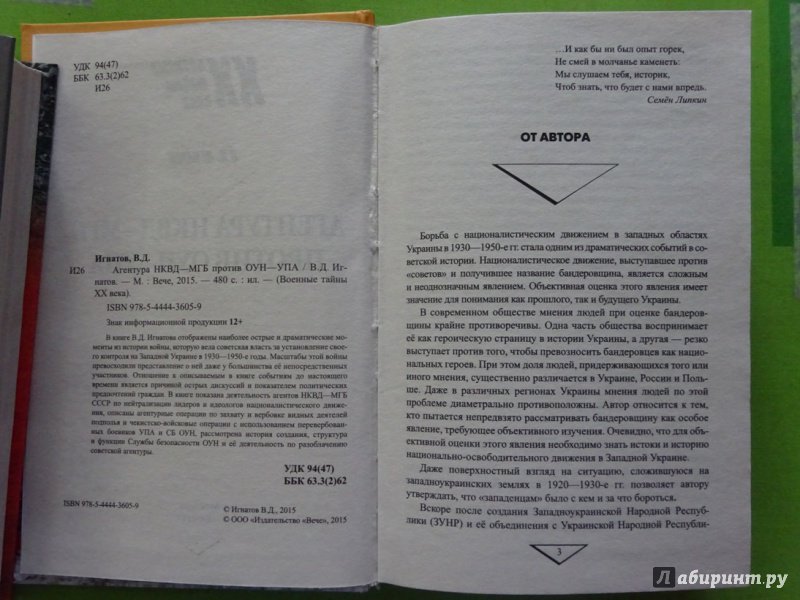 УДК 94(47)
ББК 63.3(2)62
И26
Игнатов, В.Д.
И26 Агентура НКВД—МГБ против ОУН—УПА / В.Д. Иг-
натов. — М. : Вече, 2015. — 480 с. : ил. — (Военные тайны
XX века).
ISBN 978-5-4444-3605-9
Знак информационной продукции 12+
В книге В.Д. Игнатова отображены наиболее острые и драматические мо-
менты из истории войны, которую вела советская власть за установление свое-
го контроля на Западной Украине в 1930—1950-е годы. Масштабы этой войны
превосходили представление о ней даже у большинства её непосредственных
участников. Отношение к описываемым в книге событиям до настоящего
времени является причиной острых дискуссий и показателем политических
предпочтений граждан. В книге показана деятельность агентов НКВД—МГБ
СССР по нейтрализации лидеров и идеологов националистического движе-
ния, описаны агентурные операции по захвату и вербовке видных деятелей
подполья и чекистско-войсковые операции с использованием перевербован-
ных боевиков УПА и СБ ОУН, рассмотрена история создания, структура
и функции Службы безопасности ОУН и её деятельность по разоблачению
советской агентуры.
УДК 94(47)
ББК 63.3(2)62
ISBN 978-5-4444-3605-9
© Игнатов В.Д., 2015
© ООО «Издательство «Вече», 2015
...И как бы ни был опыт горек,
Не смей в молчанье каменеть:
Мы слушаем тебя, историк,
Чтоб знать, что будет с нами впредь.
Семён Липкин
ОТ АВТОРА
Борьба с националистическим движением в западных областях
Украины в 1930—1950-е гг. стала одним из драматических событий в со-
ветской истории. Националистическое движение, выступавшее против
«советов» и получившее название бандеровщина, является сложным
и неоднозначным явлением. Объективная оценка этого явления имеет
значение для понимания как прошлого, так и будущего Украины.
В современном обществе мнения людей при оценке бандеров-
щины крайне противоречивы. Одна часть общества воспринимает
её как героическую страницу в истории Украины, а другая — резко
выступает против того, чтобы превозносить бандеровцев как нацио-
нальных героев. При этом доля людей, придерживающихся того или
иного мнения, существенно различается в Украине, России и Поль-
ше. Даже в различных регионах Украины мнения людей по этой
проблеме диаметрально противоположны. Автор относится к тем,
кто пытается непредвзято рассматривать бандеровщину как особое
явление, требующее объективного изучения. Очевидно, что для объ-
ективной оценки этого явления необходимо знать истоки и историю
национально-освободительного движения в Западной Украине.
Даже поверхностный взгляд на ситуацию, сложившуюся на
западноукраинских землях в 1920—1930-е гг. позволяет автору
утверждать, что «западенцам» было с кем и за что бороться.
Вскоре после создания Западноукраинской Народной Респуб-
лики (ЗУНР) и её объединения с Украинской Народной Республи-
3
Лабиринт.ру